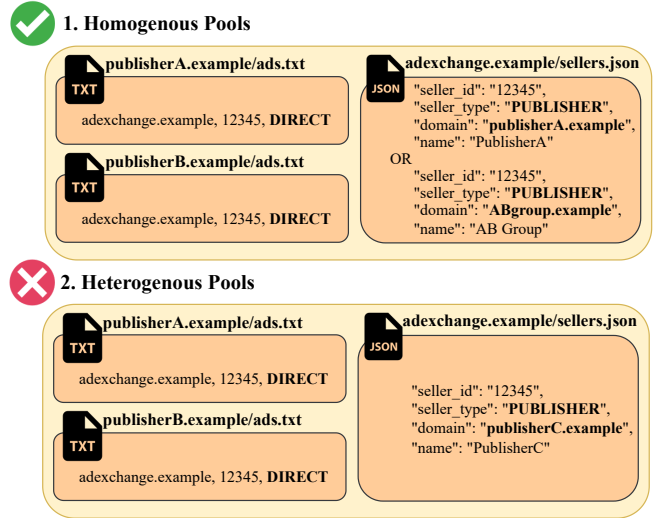 1. Homogenous Pools
publisherA.example/ads.txt
TXT
adexchange.example, 12345, DIRECT
publisherB.example/ads.txt
TXT
adexchange.example, 12345, DIRECT
adexchange.example/sellers.json
JSON
"seller_id": "12345",
"seller_type": "PUBLISHER",
"domain": "publisherA.example",
"name": "PublisherA"
OR
"seller_id": "12345",
"seller_type": "PUBLISHER",
"domain": "ABgroup.example",
"name": "AB Group"
2. Heterogenous Pools
publisherA.example/ads.txt
TXT
adexchange.example, 12345, DIRECT
publisherB.example/ads.txt
TXT
adexchange.example, 12345, DIRECT
adexchange.example/sellers.json
JSON
"seller_id": "12345",
"seller_type": "PUBLISHER",
"domain": "publisherC.example",
"name": "PublisherC"